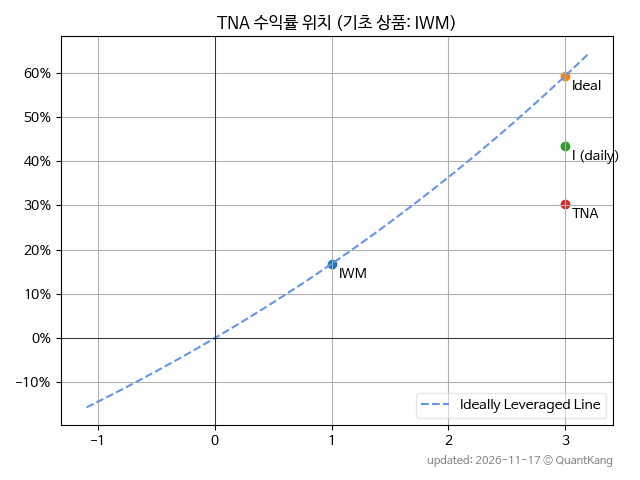 TNA 수익률 위치 (기초 상품: IWM)
60%
50%
40%
30%
20%
10%
0%
−10%
Ideal
I (daily)
TNA
IWM
Ideally Leveraged Line
−1
0
1
2
3
updated: 2026-11-17 © QuantKang